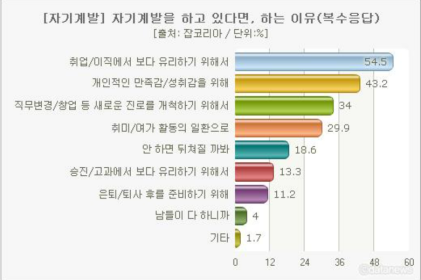 [자기계발] 자기계발을 하고 있다면, 하는 이유(복수응답)
[출처: 잡코리아 / 단위:%]
취업/이직에서 보다 유리하기 위해서 54.5
개인적인 만족감/성취감을 위해 43.2
직무변경/창업 등 새로운 진로를 개척하기 위해서 34
취미/여가 활동의 일환으로 29.9
안 하면 뒤쳐질 까봐 18.6
승진/고과에서 보다 유리하기 위해서 13.3
은퇴/퇴사 후를 준비하기 위해 11.2
남들이 다 하니까 4
기타 1.7
0 12 24 36 48 60